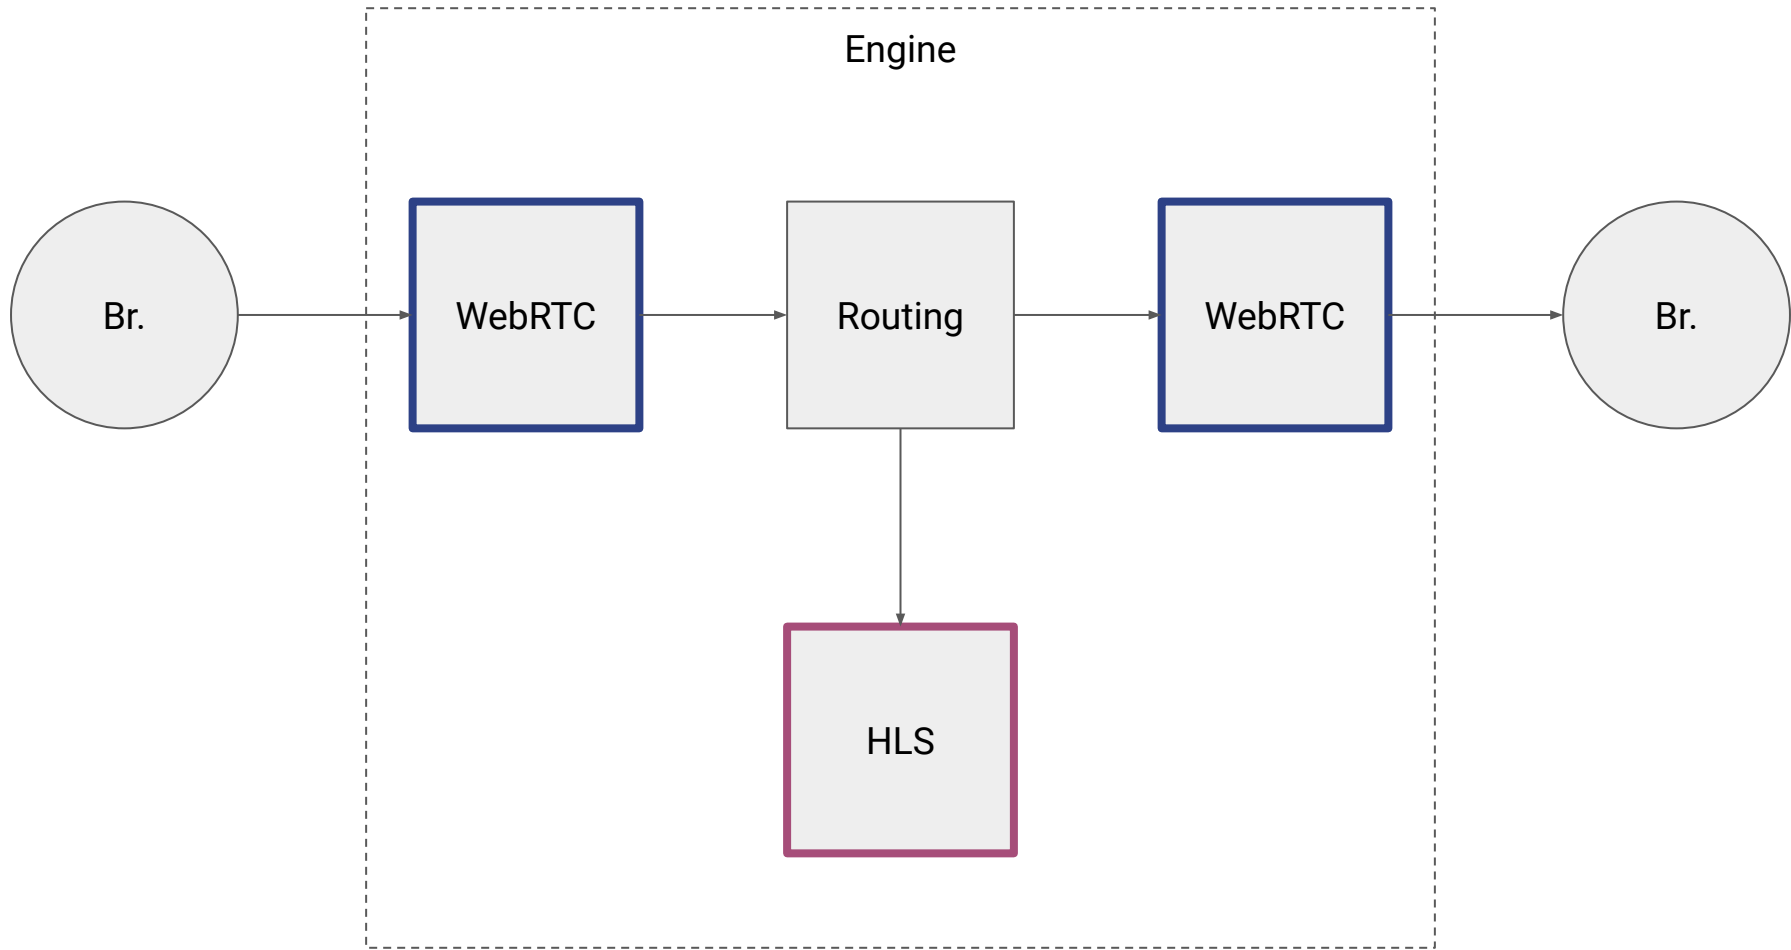 Engine
Br.
WebRTC
Routing
WebRTC
Br.
HLS